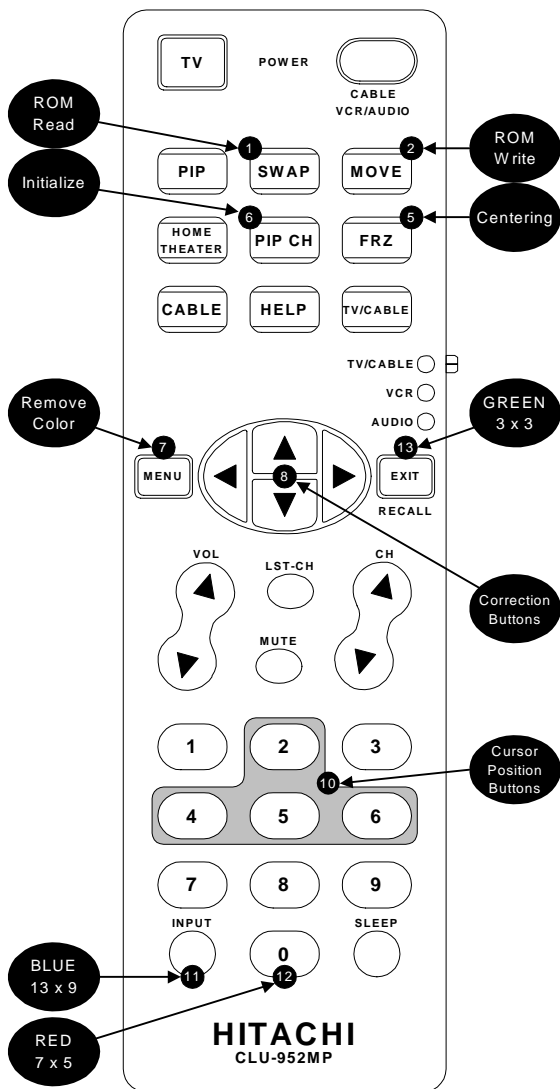 TV
POWER
CABLE
VCR/AUDIO
ROM
Read
1
2
ROM
Write
PIP
SWAP
MOVE
Initialize
6
5
Centering
HOME
THEATER
PIP CH
FRZ
CABLE
HELP
TV/CABLE
TV/CABLE
VCR
AUDIO
Remove
Color
7
13
GREEN
3 x 3
MENU
8
EXIT
RECALL
VOL
LST-CH
CH
Correction
Buttons
MUTE
1
2
3
Cursor
Position
Buttons
10
4
5
6
7
8
9
INPUT
SLEEP
0
BLUE
13 x 9
11
12
RED
7 x 5
HITACHI
CLU-952MP